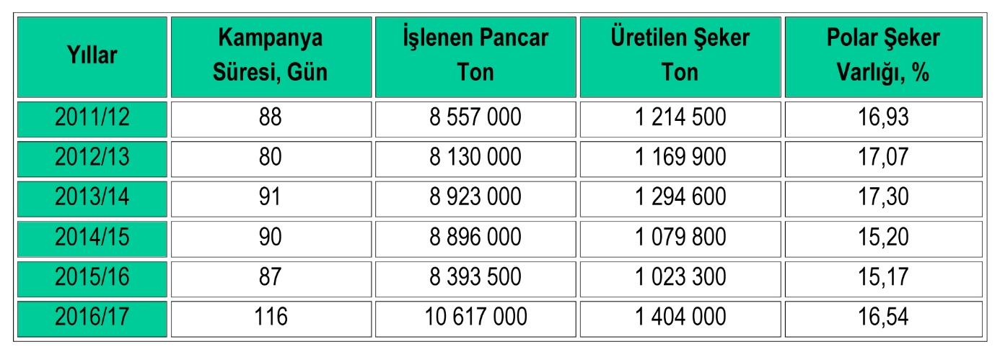 Yıllar Kampanya Süresi, Gün İşlenen Pancar Ton Üretilen Şeker Ton Polar Şeker Varlığı, %
2011/12 88 8 557 000 1 214 500 16,93
2012/13 80 8 130 000 1 169 900 17,07
2013/14 91 8 923 000 1 294 600 17,30
2014/15 90 8 896 000 1 079 800 15,20
2015/16 87 8 393 500 1 023 300 15,17
2016/17 116 10 617 000 1 404 000 16,54